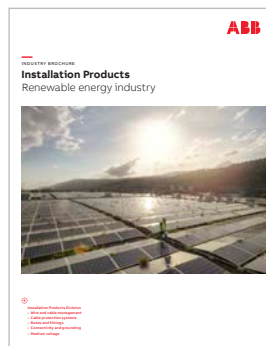 ABB
INDUSTRY BROCHURE
Installation Products
Renewable energy industry
Installation Products Division
- Wire and cable management
- Cable protection systems
- Boxes and fittings
- Connectivity and grounding
- Medium voltage